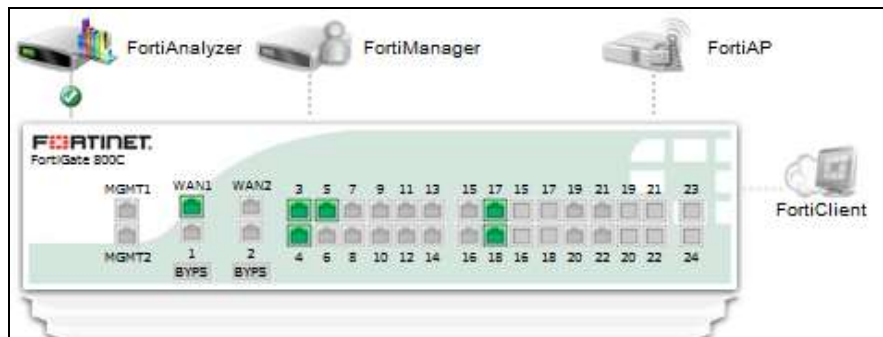 FortiAnalyzer FortiManager FortiAP
FORTINET.
FortiGate 800C
MGMT1 WAN1 WAN2 3 5 7 9 11 13 15 17 15 17 19 21 19 21 23
FortiClient
MGMT2 1 2 4 6 8 10 12 14 16 18 16 18 20 22 20 22 24
BYPS BYPS